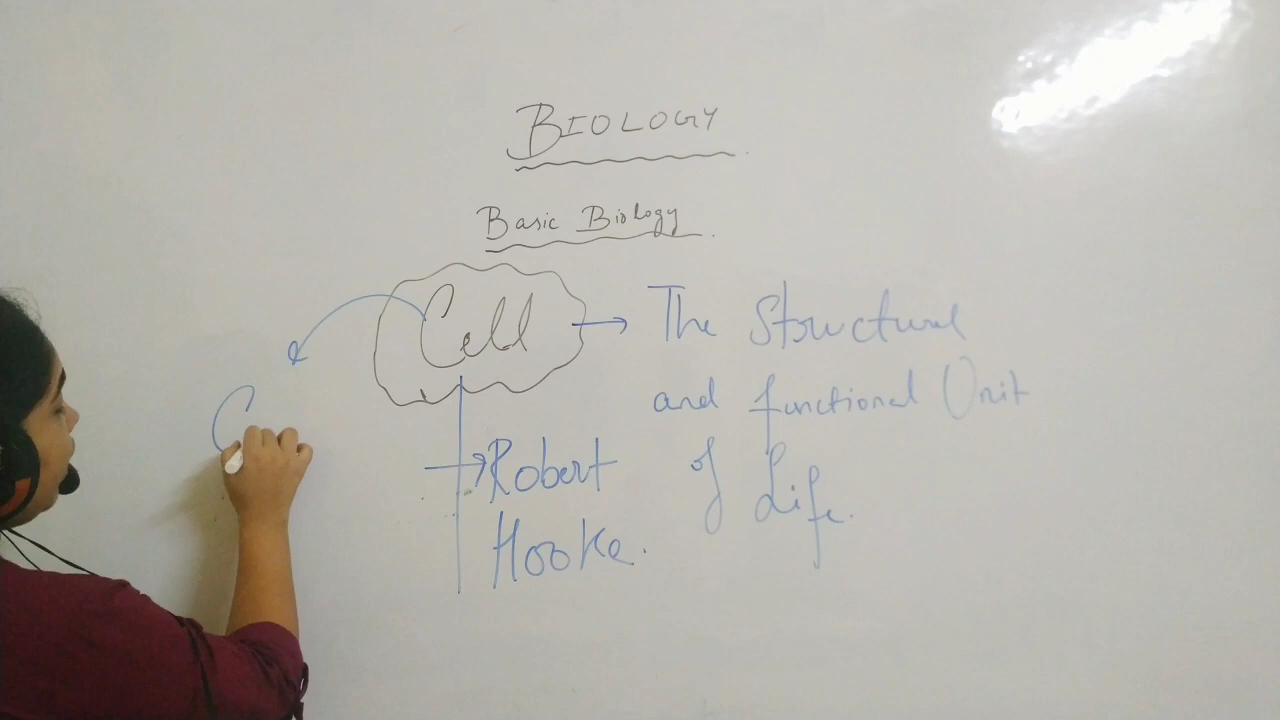 BIOLOGY
Basic Biology
Cell
The Structural
and functional Unit
of Life.
Robert
Hooke.
C